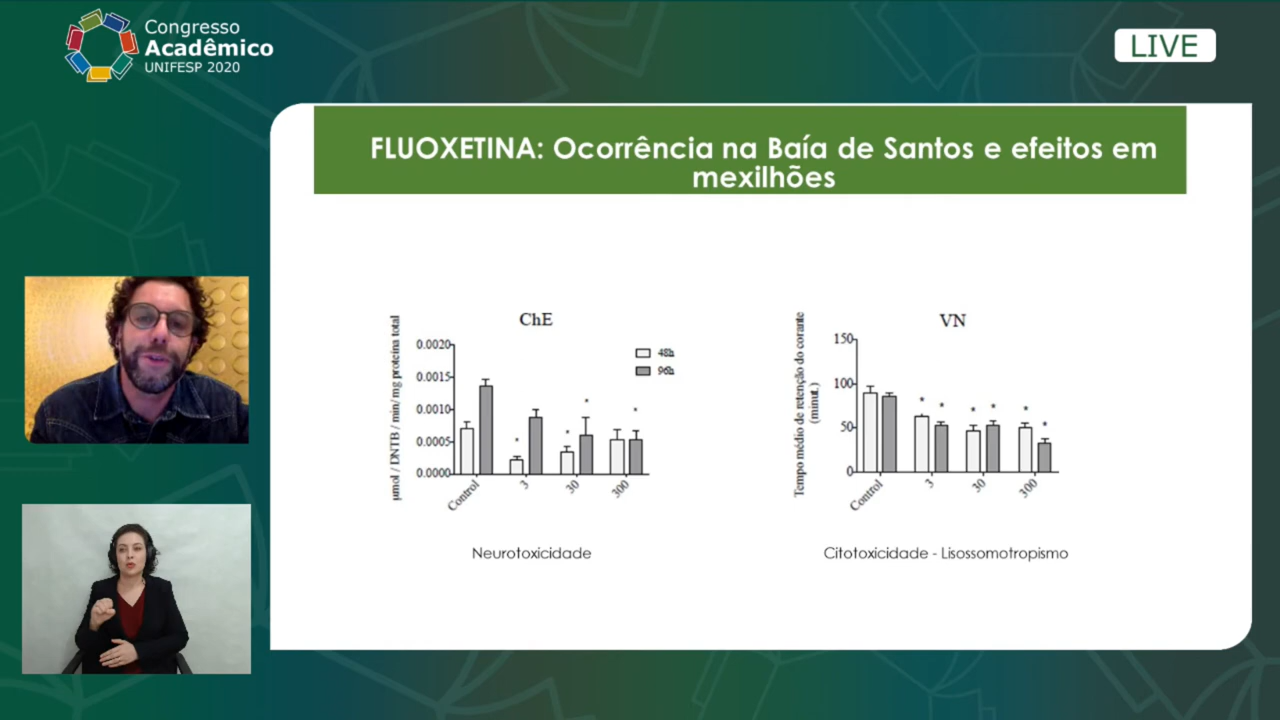 Congresso
Acadêmico
UNIFESP 2020
LIVE
FLUOXETINA: Ocorrência na Baía de Santos e efeitos em
mexilhões
ChE
µmol / DNTB / min/ mg proteína total
0.0020
0.0015
0.0010
0.0005
0.0000
48h
96h
*
*
*
*
Control
3
30
300
Neurotoxicidade
VN
Tempo médio de retenção do corante
(minut.)
150
100
50
0
*
*
*
*
*
*
Control
3
30
300
Citotoxicidade - Lisossomotropismo